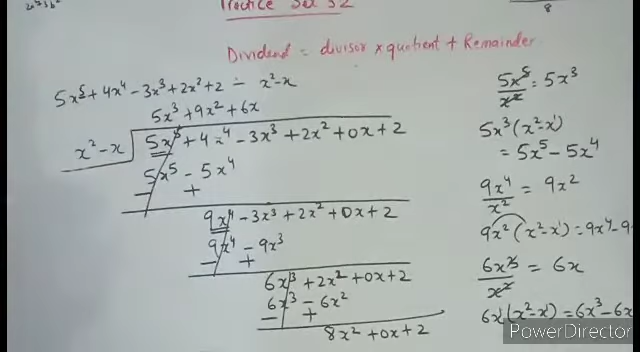 Practice Set 32
8
Dividend = divisor × quotient + Remainder
5x⁵ + 4x⁴ - 3x³ + 2x² + 2 ÷ x² - x
5x³ + 9x² + 6x
x² - x ) 5x⁵ + 4x⁴ - 3x³ + 2x² + 0x + 2
5x⁵ - 5x⁴
- +
9x⁴ - 3x³ + 2x² + 0x + 2
9x⁴ - 9x³
- +
6x³ + 2x² + 0x + 2
6x³ - 6x²
- +
8x² + 0x + 2
5x⁵/x² = 5x³
5x³(x² - x)
= 5x⁵ - 5x⁴
9x⁴/x² = 9x²
9x²(x² - x) = 9x⁴ - 9
6x³/x² = 6x
6x(x² - x) = 6x³ - 6x
PowerDirector